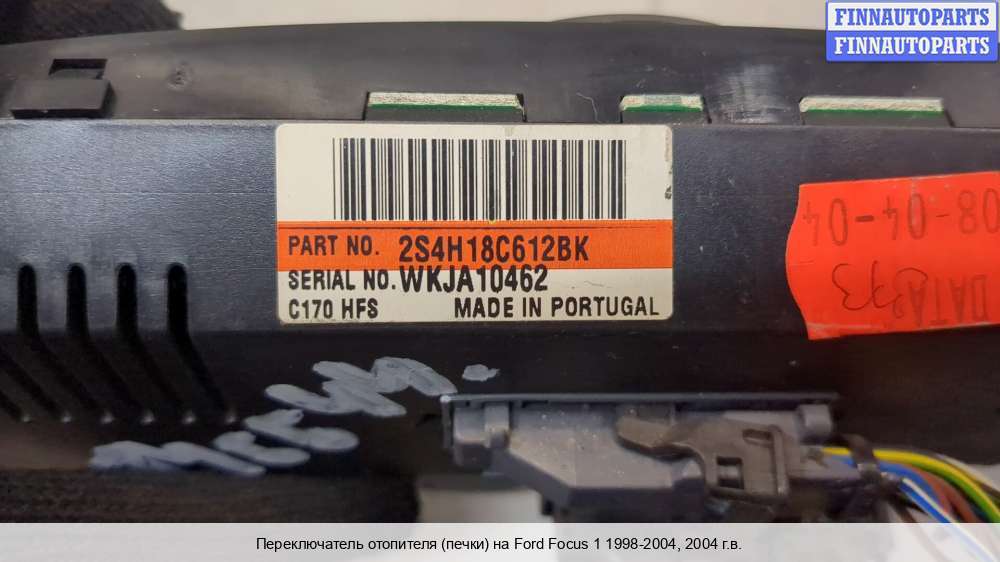 FINNAUTOPARTS
FINNAUTOPARTS
PART NO. 2S4H18C612BK
SERIAL NO. WKJA10462
C170 HFS MADE IN PORTUGAL
08-04-04
DATA
Переключатель отопителя (печки) на Ford Focus 1 1998-2004, 2004 г.в.